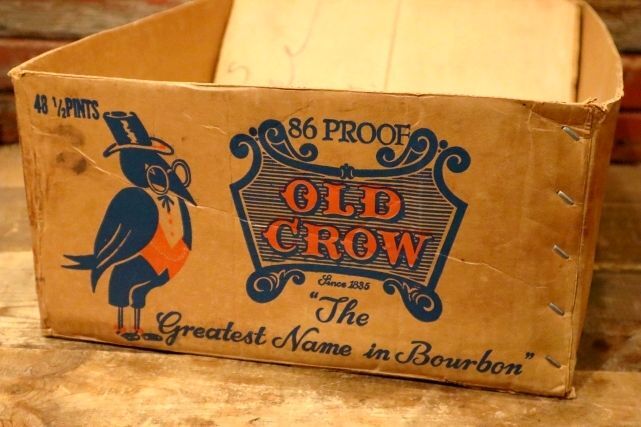 48 1/2 PINTS
86 PROOF
OLD
CROW
Since 1835
"The
Greatest Name in Bourbon"